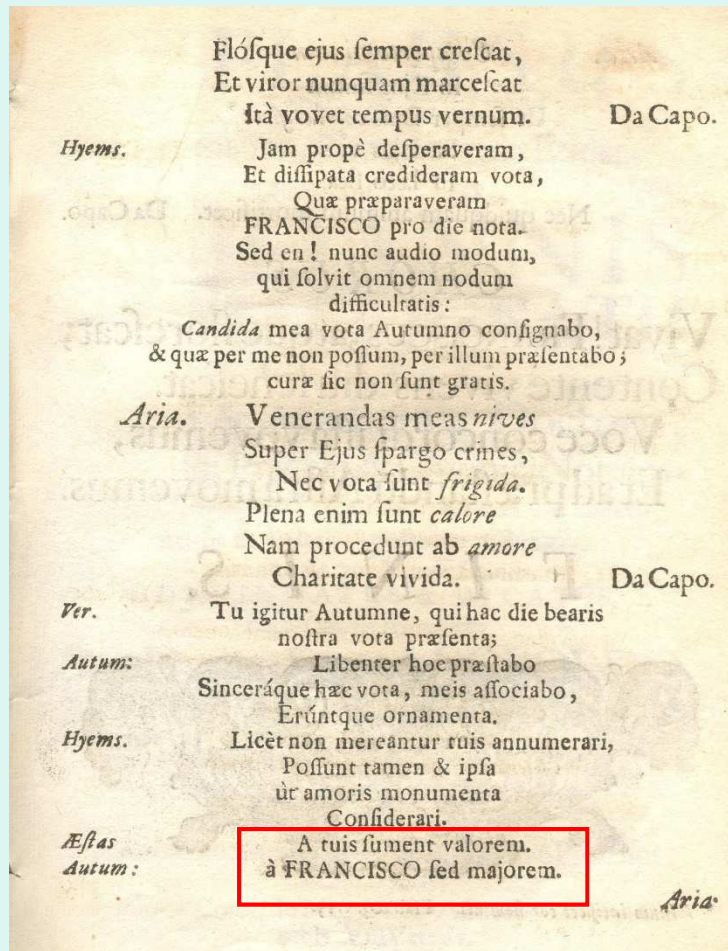 Flóſque ejus ſemper creſcat,
Et viror nunquam marceſcat
Ità vovet tempus vernum. Da Capo.
Hyems. Jam propè deſperaveram,
Et diſſipata credideram vota,
Quæ præparaveram
FRANCISCO pro die nota.
Sed en! nunc audio modum,
qui ſolvit omnem nodum
difficultatis:
Candida mea vota Autumno conſignabo,
& quæ per me non poſſum, per illum præſentabo;
curæ ſic non ſunt gratis.
Aria. Venerandas meas nives
Super Ejus ſpargo crines,
Nec vota ſunt frigida.
Plena enim ſunt calore
Nam procedunt ab amore
Charitate vivida. Da Capo.
Ver. Tu igitur Autumne, qui hac die bearis
noſtra vota præſenta;
Autum: Libenter hoc præſtabo
Sinceráque hæc vota, meis aſſociabo,
Erúntque ornamenta.
Hyems. Licèt non mereantur tuis annumerari,
Poſſunt tamen & ipſa
ùt amoris monumenta
Conſiderari.
Æſtas A tuis ſument valorem.
Autum: à FRANCISCO ſed majorem.
Aria